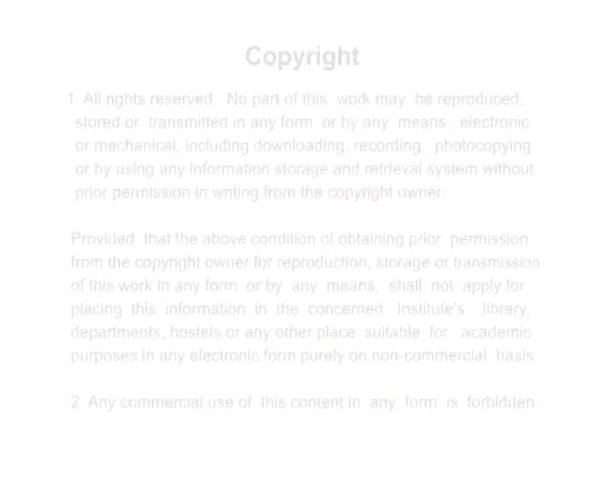 Copyright
1. All rights reserved. No part of this work may be reproduced,
stored or transmitted in any form or by any means, electronic
or mechanical, including downloading, recording, photocopying
or by using any information storage and retrieval system without
prior permission in writing from the copyright owner.
Provided that the above condition of obtaining prior permission
from the copyright owner for reproduction, storage or transmission
of this work in any form or by any means, shall not apply for
placing this information in the concerned Institute's library,
departments, hostels or any other place suitable for academic
purposes in any electronic form purely on non-commercial basis.
2. Any commercial use of this content in any form is forbidden.